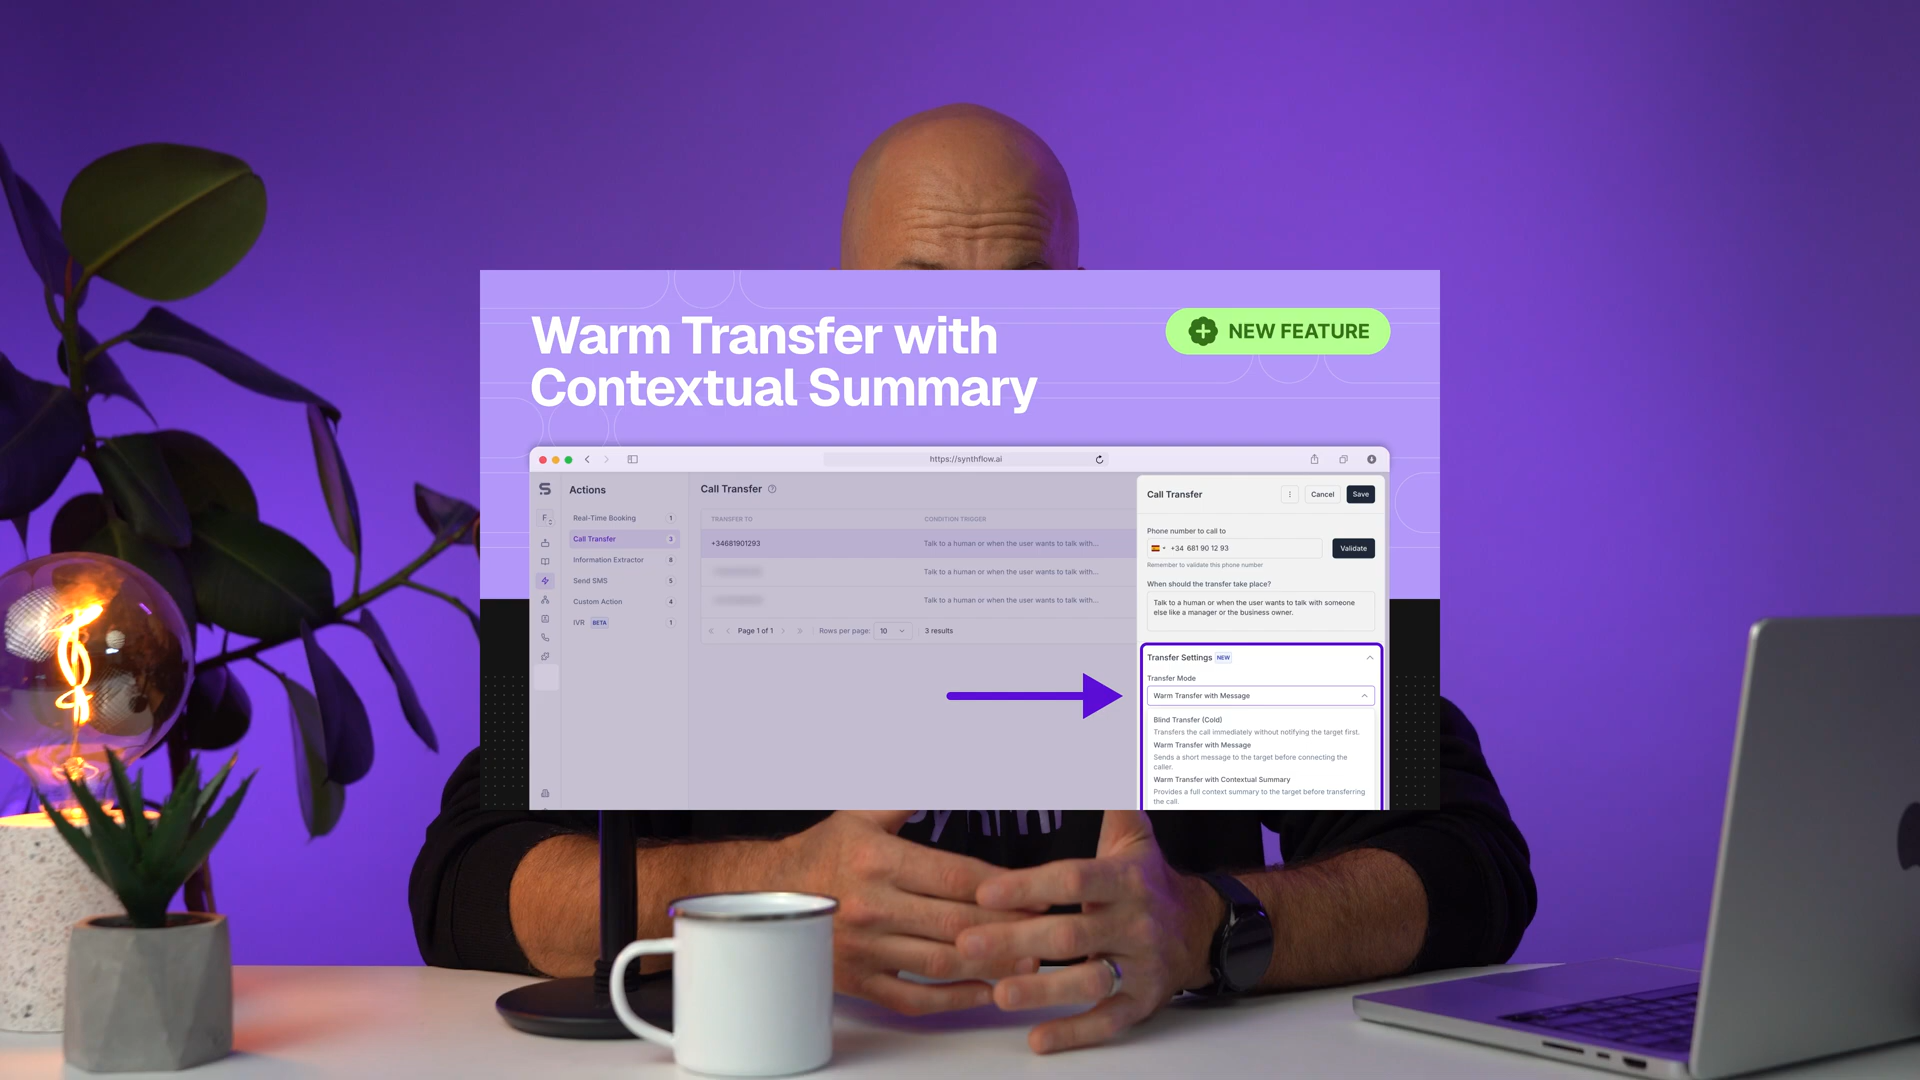 Warm Transfer with
Contextual Summary
NEW FEATURE
https://synthflow.ai
Actions
F
Real-Time Booking 1
Call Transfer 3
Information Extractor 8
Send SMS 5
Custom Action 4
IVR BETA 1
Call Transfer
TRANSFER TO CONDITION TRIGGER
+34681901293 Talk to a human or when the user wants to talk with...
Talk to a human or when the user wants to talk with...
Talk to a human or when the user wants to talk with...
Page 1 of 1 Rows per page: 10 3 results
Call Transfer Cancel Save
Phone number to call to
+34 681 90 12 93 Validate
Remember to validate this phone number
When should the transfer take place?
Talk to a human or when the user wants to talk with someone
else like a manager or the business owner.
Transfer Settings NEW
Transfer Mode
Warm Transfer with Message
Blind Transfer (Cold)
Transfers the call immediately without notifying the target first.
Warm Transfer with Message
Sends a short message to the target before connecting the
caller.
Warm Transfer with Contextual Summary
Provides a full context summary to the target before transferring
the call.